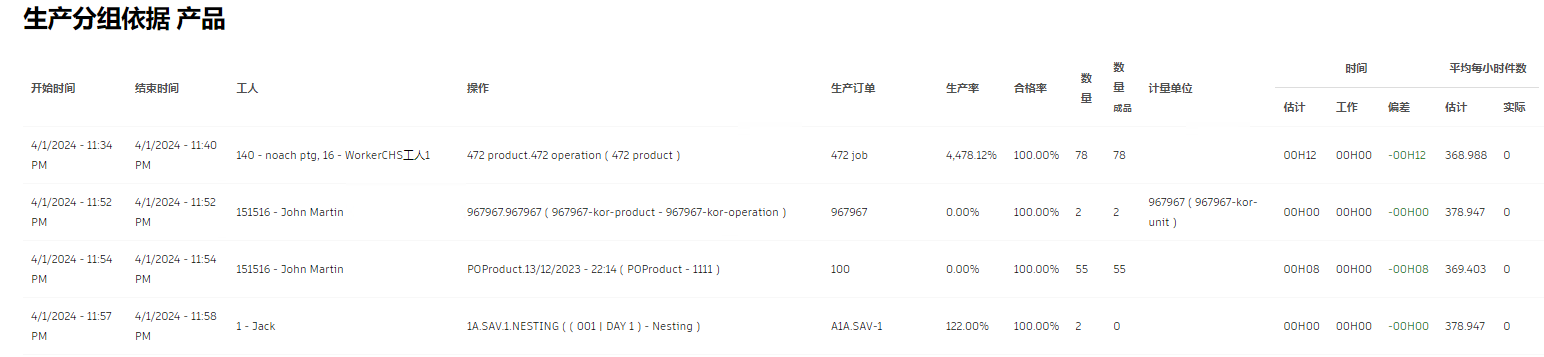 生产分组依据 产品
开始时间 结束时间 工人 操作 生产订单 生产率 合格率 数量 数量 成品 计量单位 时间 平均每小时件数
估计 工作 偏差 估计 实际
4/1/2024 - 11:34 PM 4/1/2024 - 11:40 PM 140 - noach ptg, 16 - WorkerCHS工人1 472 product.472 operation ( 472 product ) 472 job 4,478.12% 100.00% 78 78 00H12 00H00 -00H12 368.988 0
4/1/2024 - 11:52 PM 4/1/2024 - 11:52 PM 151516 - John Martin 967967.967967 ( 967967-kor-product - 967967-kor-operation ) 967967 0.00% 100.00% 2 2 967967 ( 967967-kor-unit ) 00H00 00H00 -00H00 378.947 0
4/1/2024 - 11:54 PM 4/1/2024 - 11:54 PM 151516 - John Martin POProduct.13/12/2023 - 22:14 ( POProduct - 1111 ) 100 0.00% 100.00% 55 55 00H08 00H00 -00H08 369.403 0
4/1/2024 - 11:57 PM 4/1/2024 - 11:58 PM 1 - Jack 1A.SAV.1.NESTING ( ( 001 | DAY 1 ) - Nesting ) A1A.SAV-1 122.00% 100.00% 2 0 00H00 00H00 -00H00 378.947 0